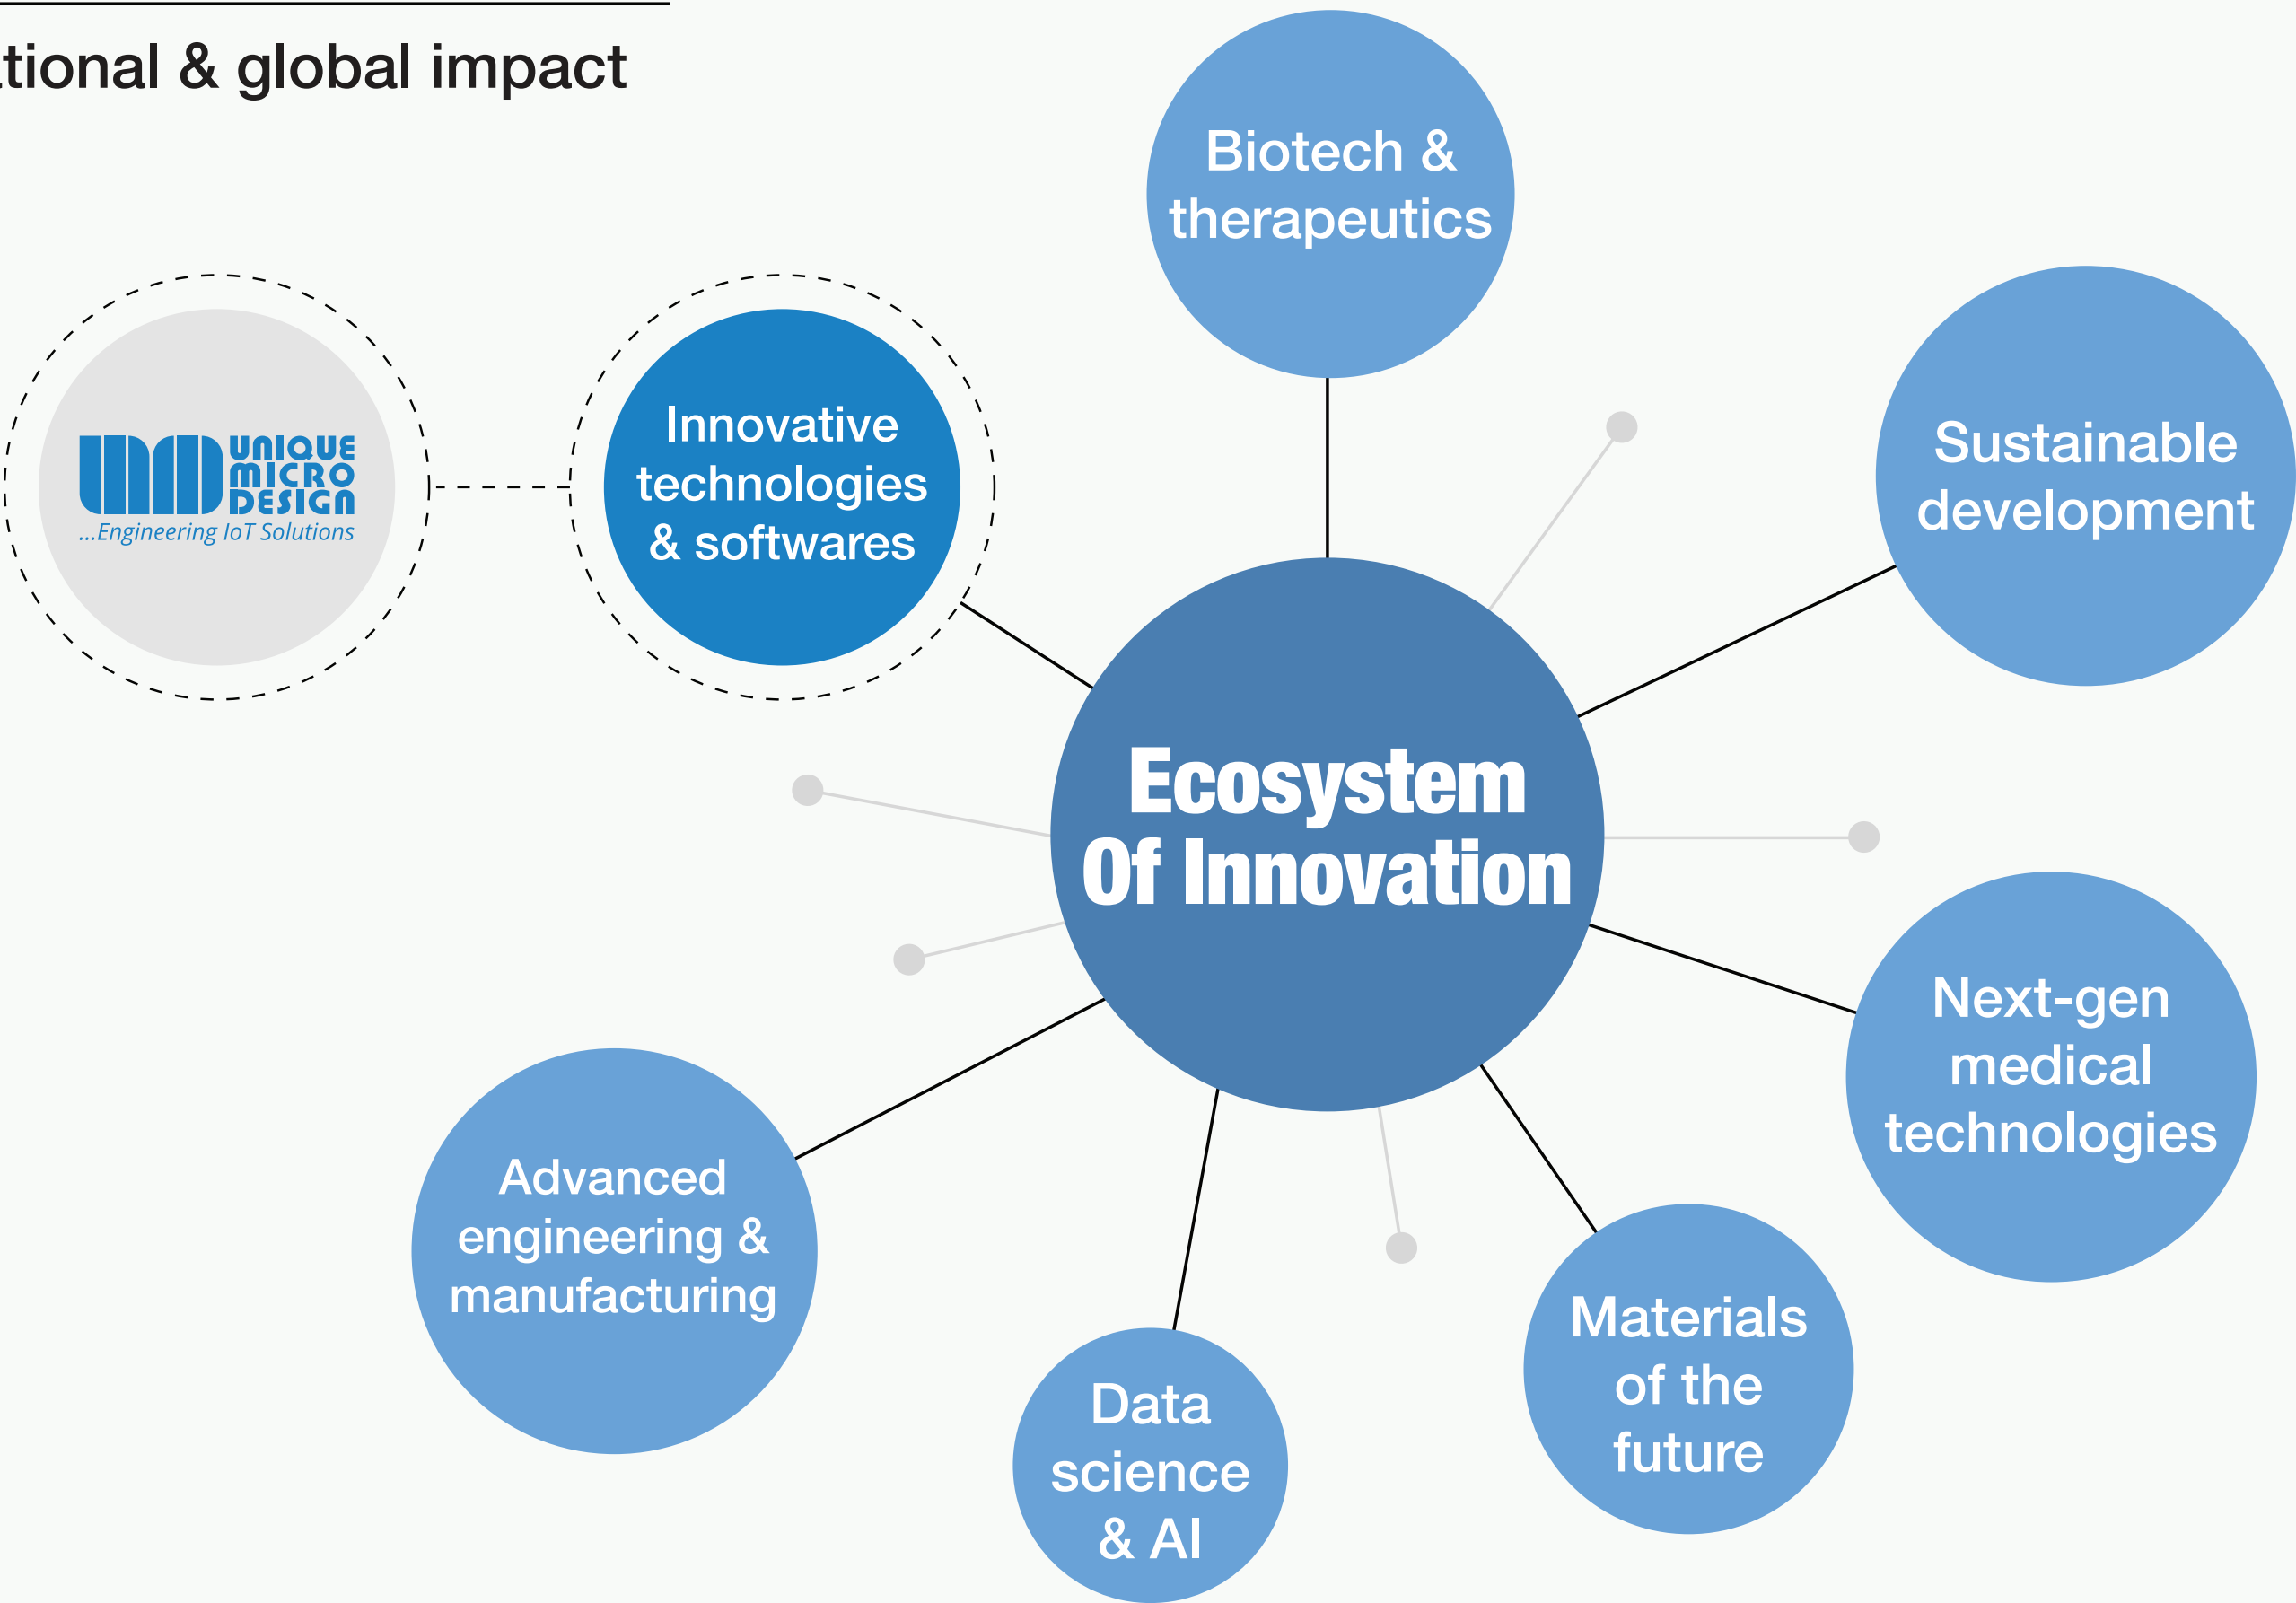 tional & global impact
Biotech &
therapeutics
Sustainable
development
UNIQUE
MICRO
DESIGN
...Engineering IoT Solutions
Innovative
technologies
& softwares
Ecosystem
Of Innovation
Next-gen
medical
technologies
Advanced
engineering &
manufacturing
Materials
of the
future
Data
science
& AI